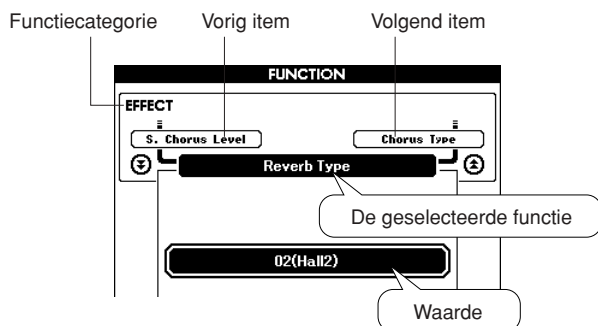 Functiecategorie Vorig item Volgend item
FUNCTION
EFFECT
S. Chorus Level Chorus Type
Reverb Type
De geselecteerde functie
02(Hall2)
Waarde